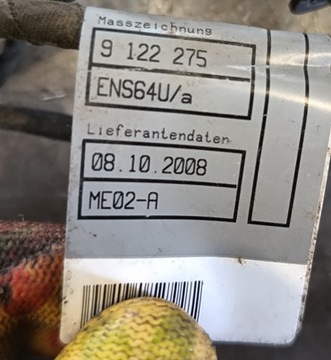 Masszeichnung
9 122 275
ENS64U/a
Lieferantendaten
08.10.2008
ME02-A